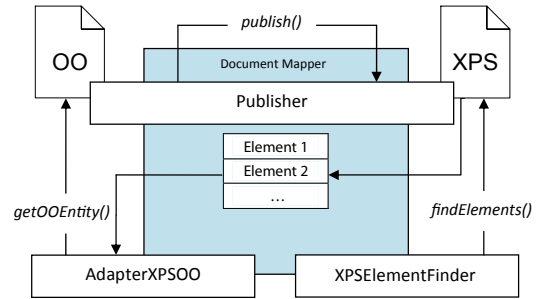 publish()
OO
XPS
Document Mapper
Publisher
Element 1
Element 2
...
getOOEntity()
findElements()
AdapterXPSOO
XPSElementFinder